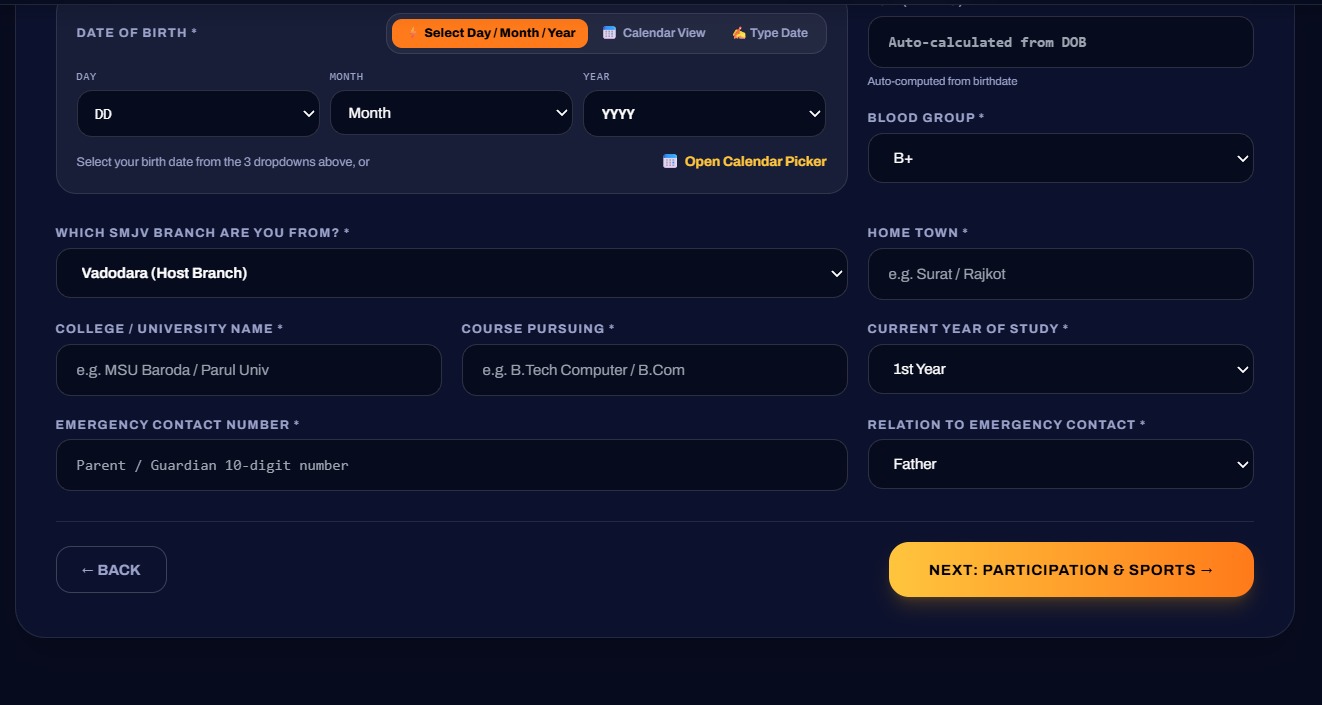 DATE OF BIRTH *
Select Day / Month / Year
Calendar View
Type Date
DAY
MONTH
YEAR
DD
Month
YYYY
Select your birth date from the 3 dropdowns above, or
Open Calendar Picker
Auto-calculated from DOB
Auto-computed from birthdate
BLOOD GROUP *
B+
WHICH SMJV BRANCH ARE YOU FROM? *
Vadodara (Host Branch)
HOME TOWN *
e.g. Surat / Rajkot
COLLEGE / UNIVERSITY NAME *
e.g. MSU Baroda / Parul Univ
COURSE PURSUING *
e.g. B.Tech Computer / B.Com
CURRENT YEAR OF STUDY *
1st Year
EMERGENCY CONTACT NUMBER *
Parent / Guardian 10-digit number
RELATION TO EMERGENCY CONTACT *
Father
← BACK
NEXT: PARTICIPATION & SPORTS →